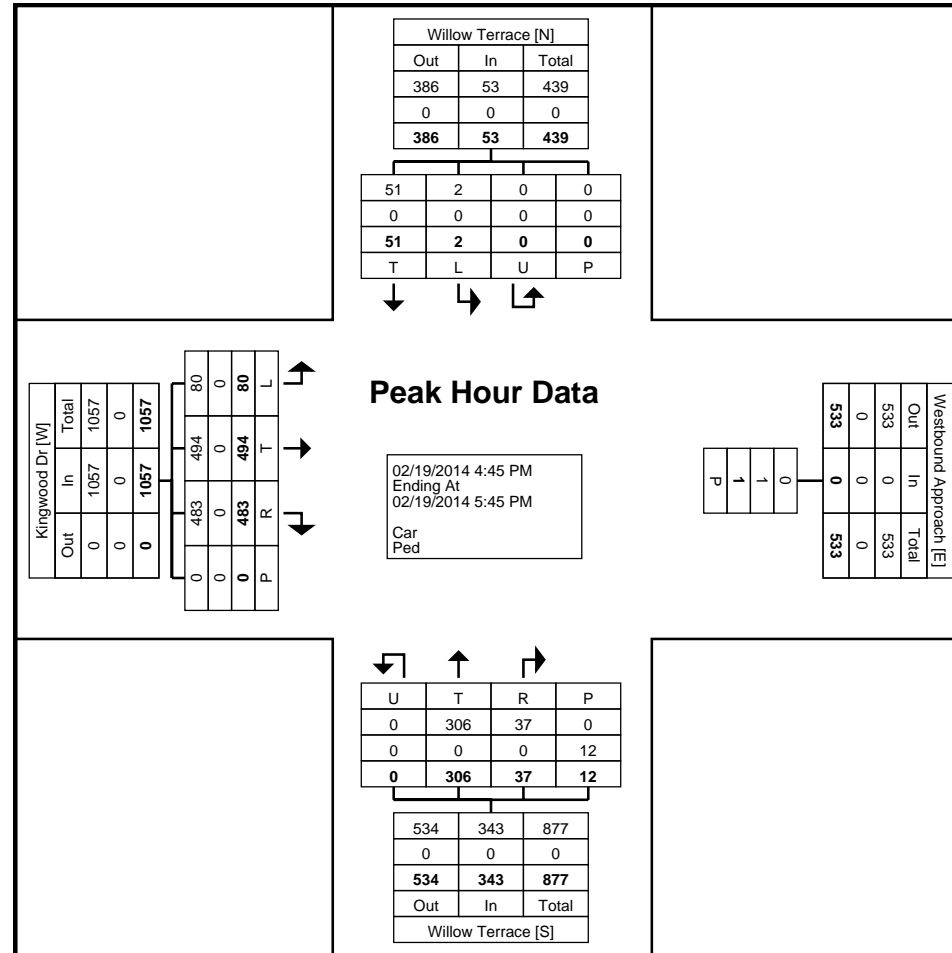 Willow Terrace [N]
Out In Total
386 53 439
0 0 0
386 53 439
51 2 0 0
0 0 0 0
51 2 0 0
T L U P
Kingwood Dr [W]
Total In Out
1057 1057 0
0 0 0
1057 1057 0
80 494 483 0
0 0 0 0
80 494 483 0
L T R P
Peak Hour Data
02/19/2014 4:45 PM
Ending At
02/19/2014 5:45 PM
Car
Ped
Westbound Approach [E]
Out In Total
533 0 533
0 0 0
533 0 533
0
1
1
P
U T R P
0 306 37 0
0 0 0 12
0 306 37 12
534 343 877
0 0 0
534 343 877
Out In Total
Willow Terrace [S]